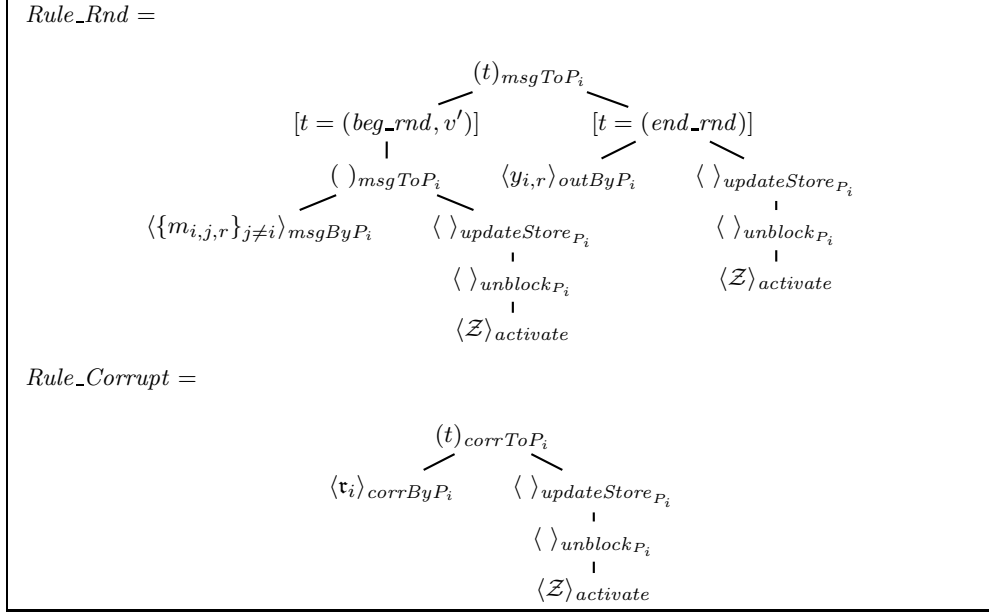 Rule_Rnd =
(t)_{msgToP_i}
[t = (beg_rnd, v′)] [t = (end_rnd)]
( )_{msgToP_i} ⟨y_{i,r}⟩_{outByP_i} ⟨ ⟩_{updateStore_{P_i}}
⟨{m_{i,j,r}}_{j≠i}⟩_{msgByP_i} ⟨ ⟩_{updateStore_{P_i}} ⟨ ⟩_{unblock_{P_i}}
⟨ ⟩_{unblock_{P_i}} ⟨𝒵⟩_{activate}
⟨𝒵⟩_{activate}
Rule_Corrupt =
(t)_{corrToP_i}
⟨𝔯_i⟩_{corrByP_i} ⟨ ⟩_{updateStore_{P_i}}
⟨ ⟩_{unblock_{P_i}}
⟨𝒵⟩_{activate}